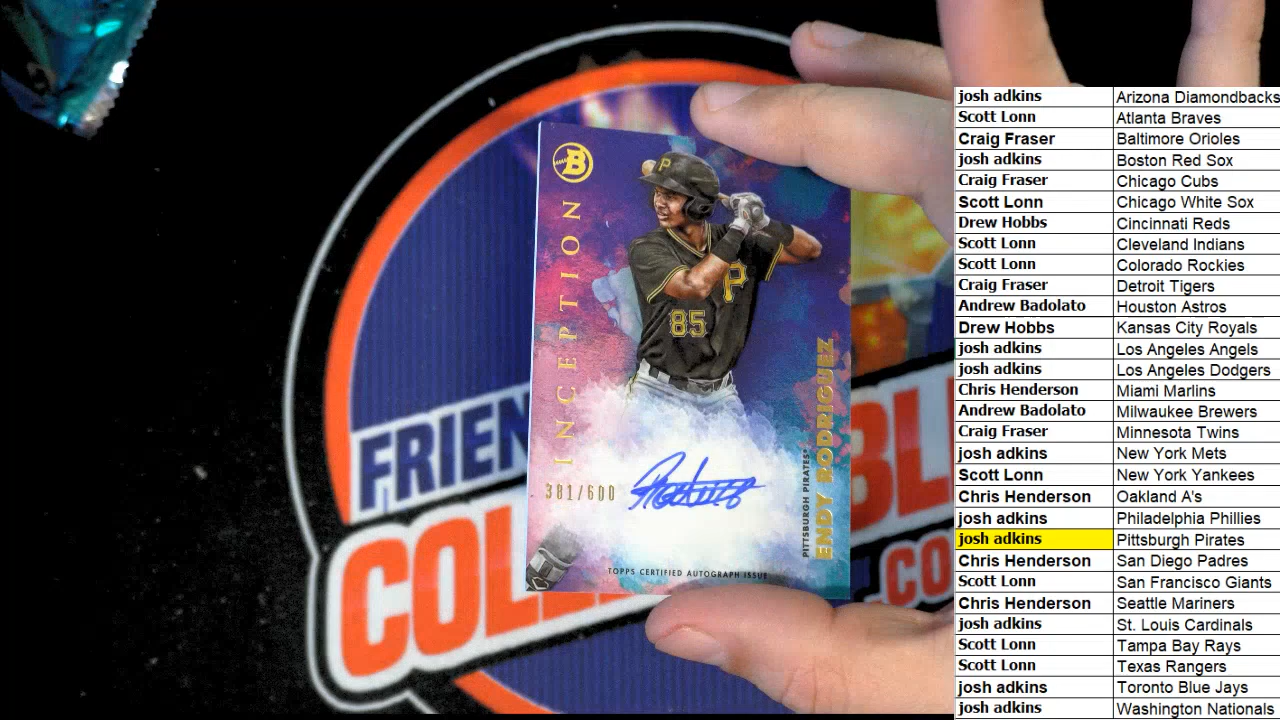 B
INCEPTION
P
P
85
381/600
PITTSBURGH PIRATES
ENDY RODRIGUEZ
TOPPS CERTIFIED AUTOGRAPH ISSUE
FRIEN
COLL
BL
-CO
josh adkins Arizona Diamondbacks
Scott Lonn Atlanta Braves
Craig Fraser Baltimore Orioles
josh adkins Boston Red Sox
Craig Fraser Chicago Cubs
Scott Lonn Chicago White Sox
Drew Hobbs Cincinnati Reds
Scott Lonn Cleveland Indians
Scott Lonn Colorado Rockies
Craig Fraser Detroit Tigers
Andrew Badolato Houston Astros
Drew Hobbs Kansas City Royals
josh adkins Los Angeles Angels
josh adkins Los Angeles Dodgers
Chris Henderson Miami Marlins
Andrew Badolato Milwaukee Brewers
Craig Fraser Minnesota Twins
josh adkins New York Mets
Scott Lonn New York Yankees
Chris Henderson Oakland A's
josh adkins Philadelphia Phillies
josh adkins Pittsburgh Pirates
Chris Henderson San Diego Padres
Scott Lonn San Francisco Giants
Chris Henderson Seattle Mariners
josh adkins St. Louis Cardinals
Scott Lonn Tampa Bay Rays
Scott Lonn Texas Rangers
josh adkins Toronto Blue Jays
josh adkins Washington Nationals